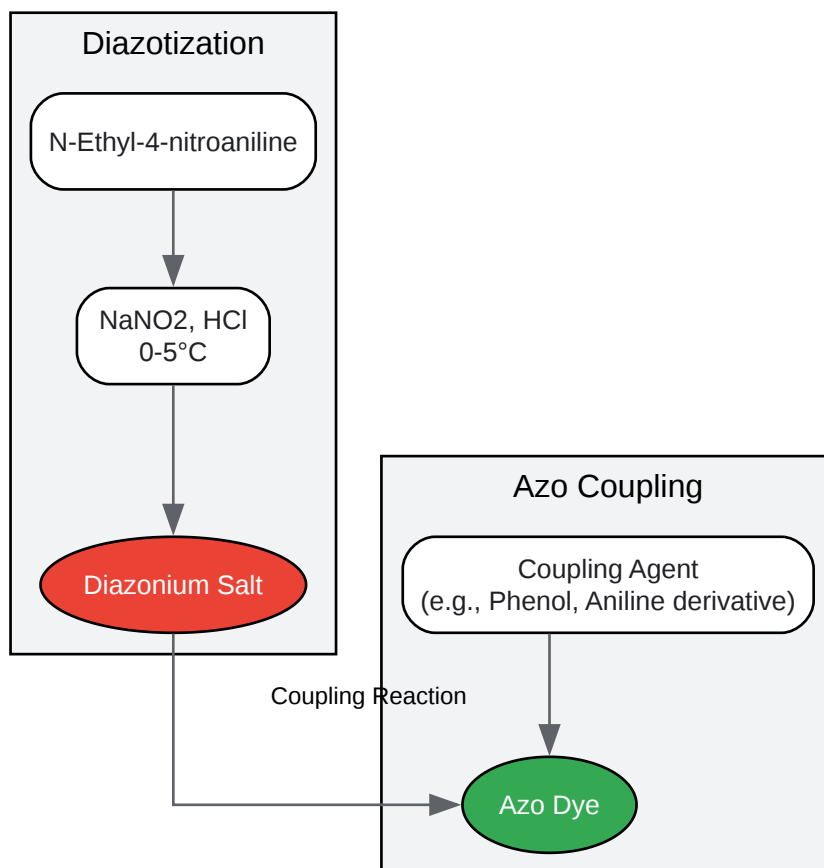 Diazotization
N-Ethyl-4-nitroaniline
NaNO2, HCl
0-5°C
Diazonium Salt
Azo Coupling
Coupling Agent
(e.g., Phenol, Aniline derivative)
Coupling Reaction
Azo Dye